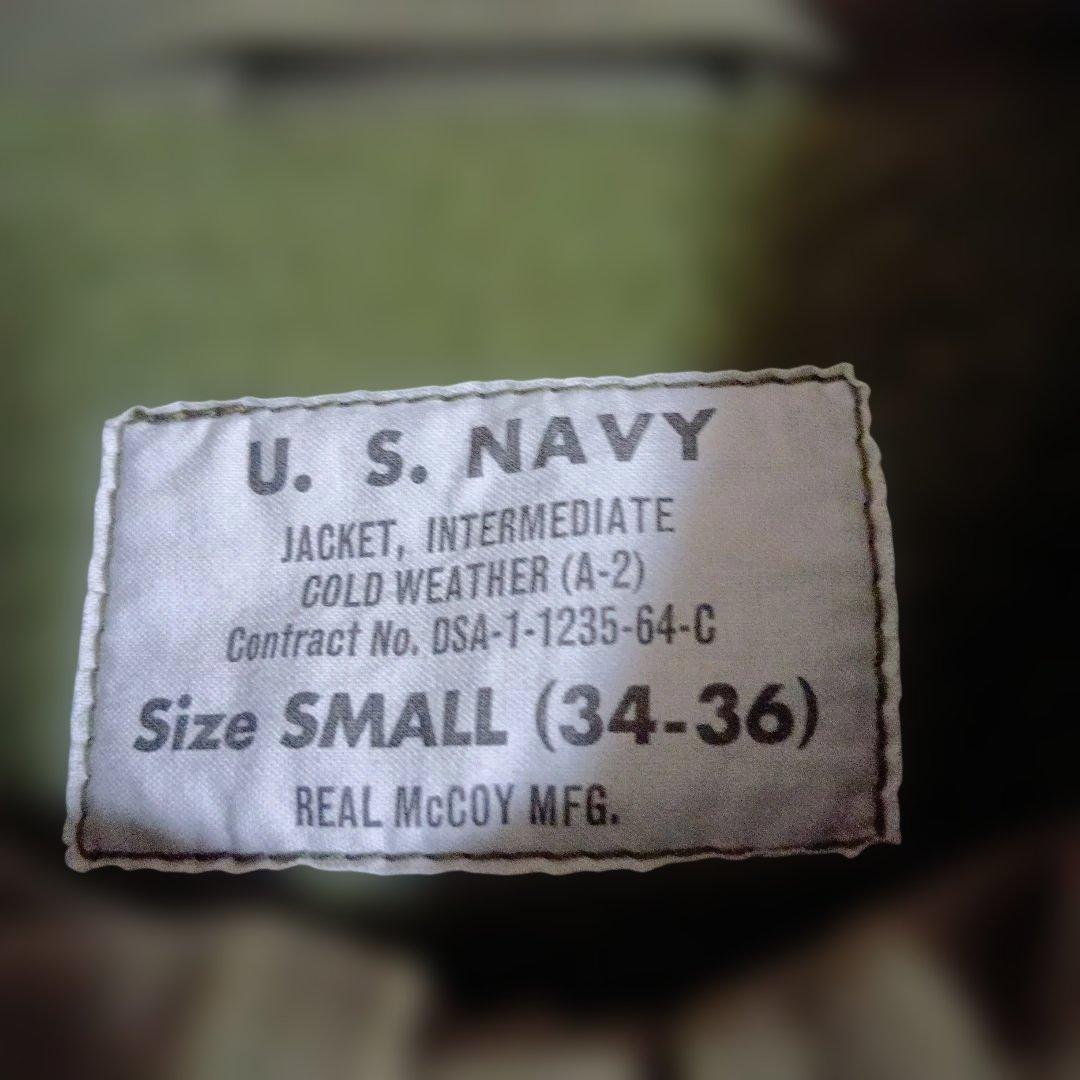 U. S. NAVY
JACKET, INTERMEDIATE
COLD WEATHER (A-2)
Contract No. DSA-1-1235-64-C
Size SMALL (34-36)
REAL McCOY MFG.